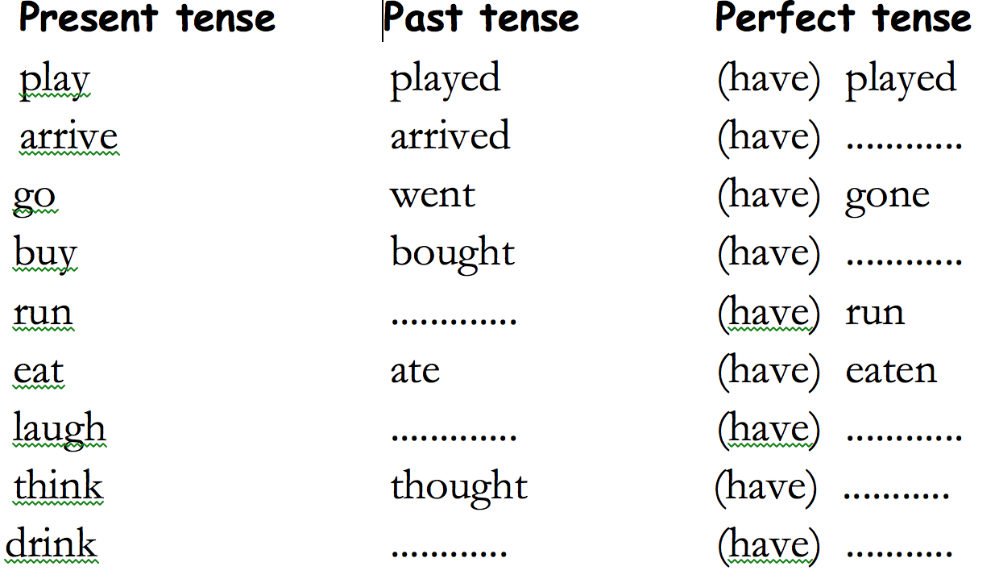 Present tense Past tense Perfect tense
play played (have) played
arrive arrived (have) ............
go went (have) gone
buy bought (have) ............
run ............. (have) run
eat ate (have) eaten
laugh ............. (have) ............
think thought (have) ...........
drink ............ (have) ...........